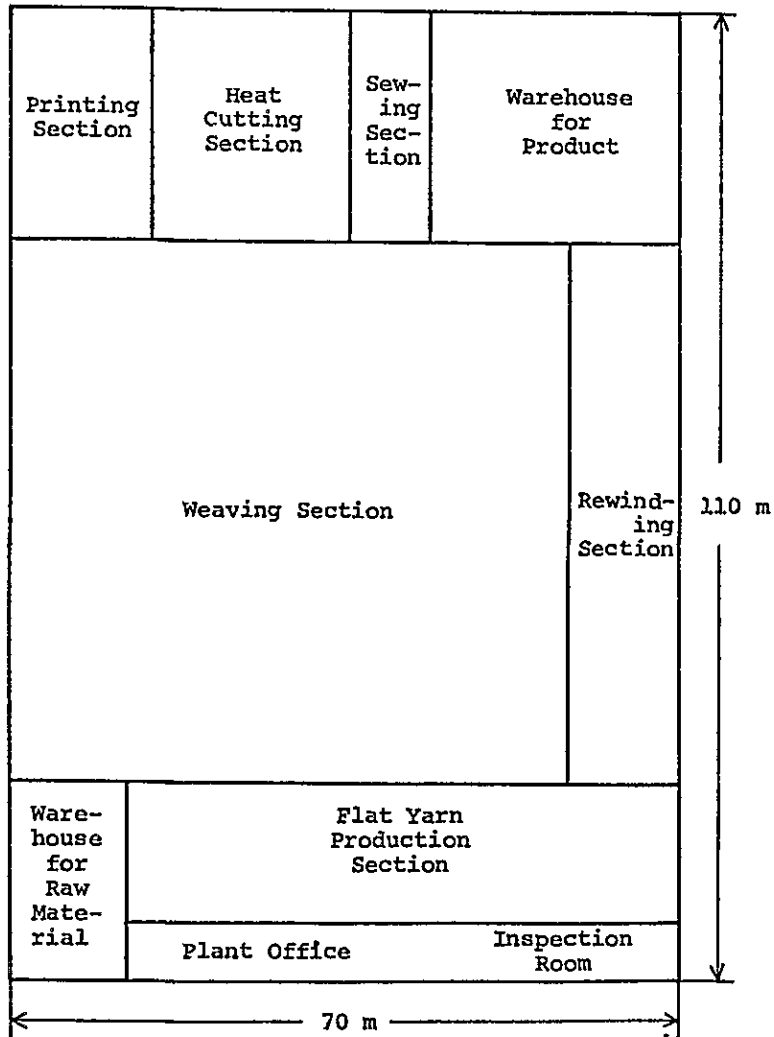 Printing
Section
Heat
Cutting
Section
Sew-
ing
Sec-
tion
Warehouse
for
Product
Weaving Section
Rewind-
ing
Section
110 m
Ware-
house
for
Raw
Mate-
rial
Flat Yarn
Production
Section
Plant Office
Inspection
Room
70 m